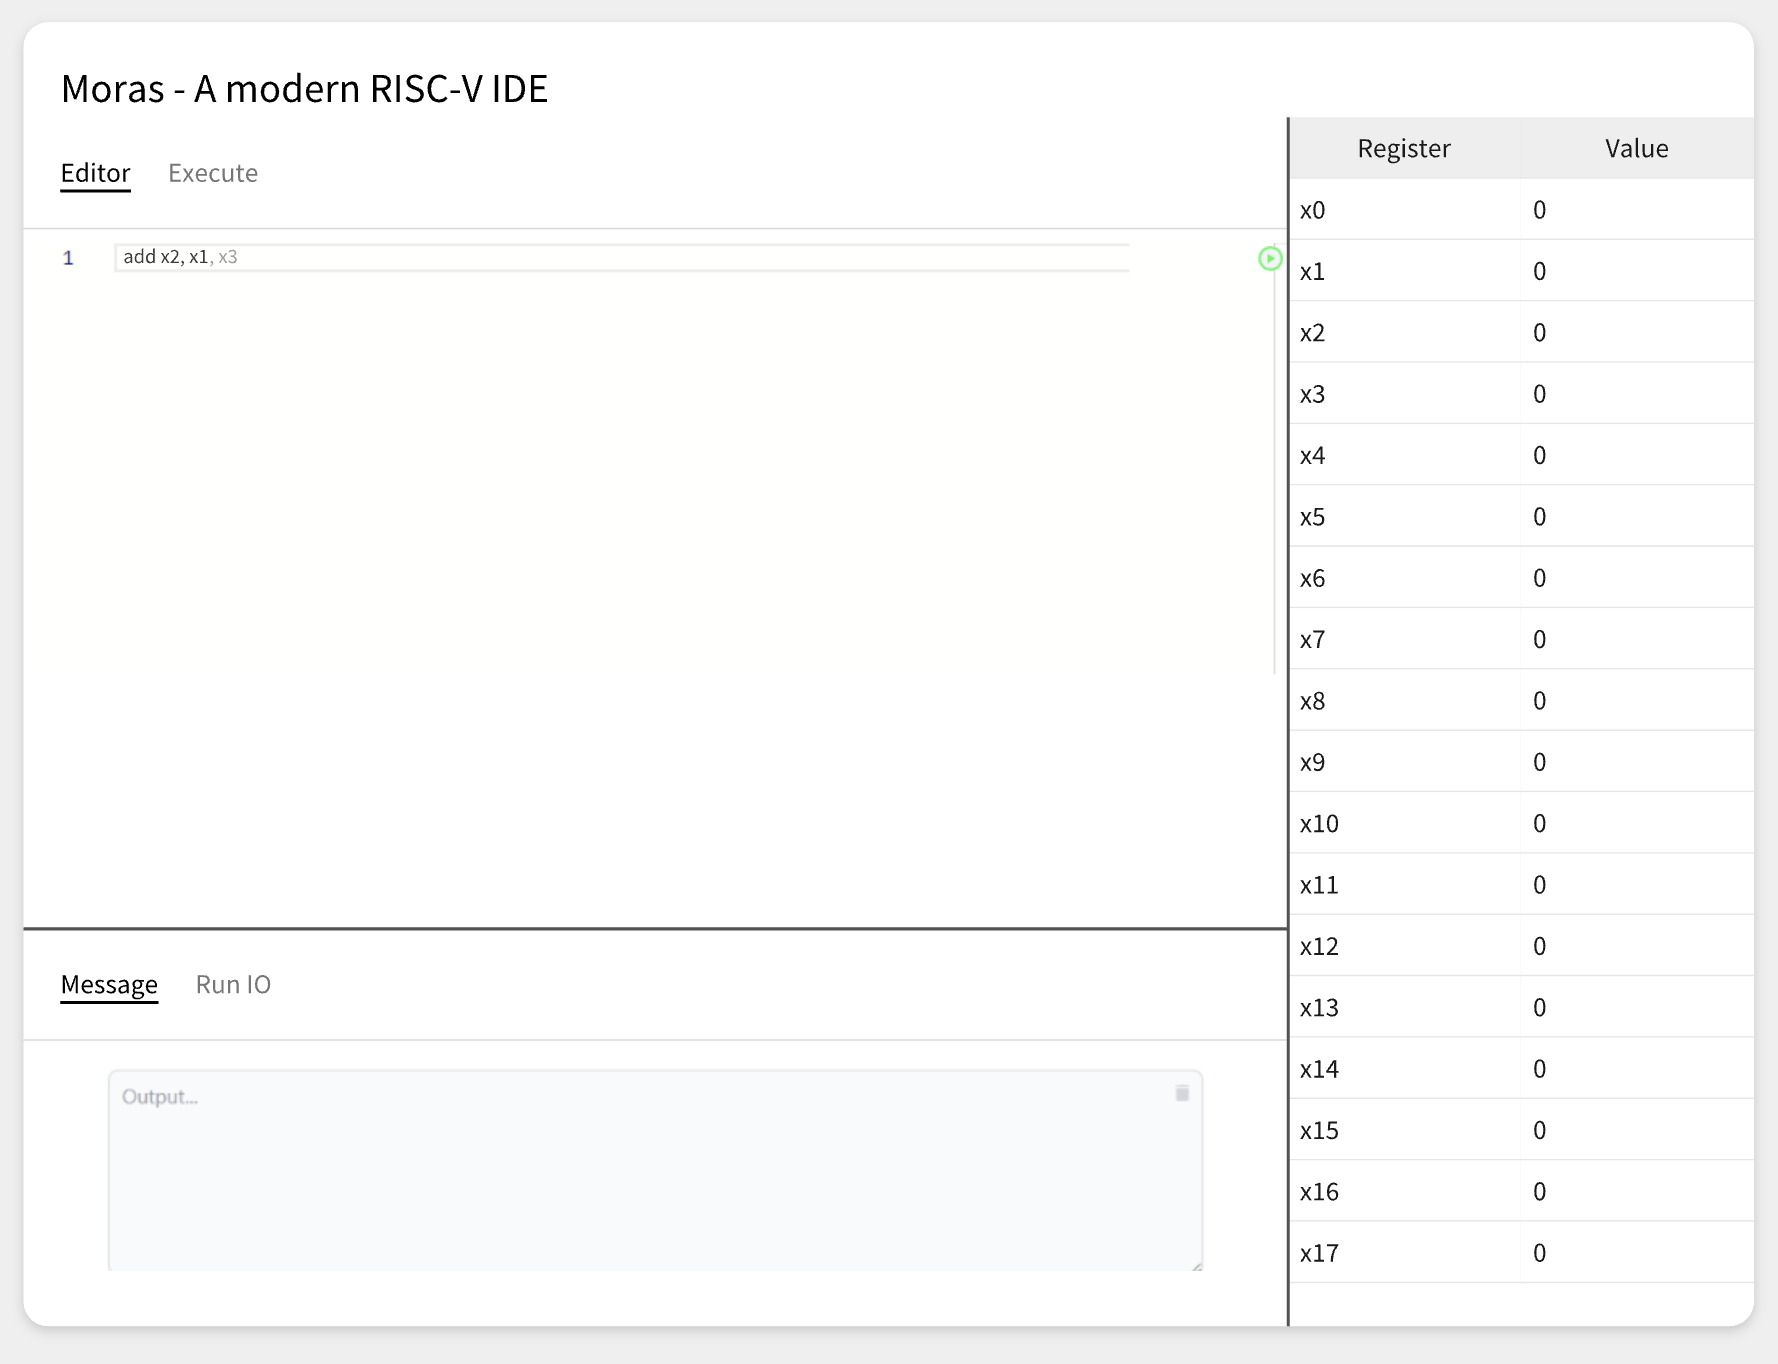 Moras - A modern RISC-V IDE
Editor Execute
1 add x2, x1, x3
Message Run IO
Output...
Register Value
x0 0
x1 0
x2 0
x3 0
x4 0
x5 0
x6 0
x7 0
x8 0
x9 0
x10 0
x11 0
x12 0
x13 0
x14 0
x15 0
x16 0
x17 0